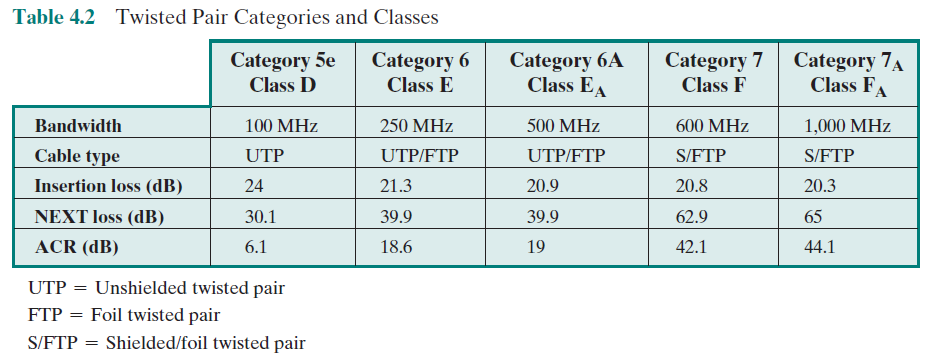 Table 4.2 Twisted Pair Categories and Classes
Category 5e Class D Category 6 Class E Category 6A Class EA Category 7 Class F Category 7A Class FA
Bandwidth 100 MHz 250 MHz 500 MHz 600 MHz 1,000 MHz
Cable type UTP UTP/FTP UTP/FTP S/FTP S/FTP
Insertion loss (dB) 24 21.3 20.9 20.8 20.3
NEXT loss (dB) 30.1 39.9 39.9 62.9 65
ACR (dB) 6.1 18.6 19 42.1 44.1
UTP = Unshielded twisted pair
FTP = Foil twisted pair
S/FTP = Shielded/foil twisted pair